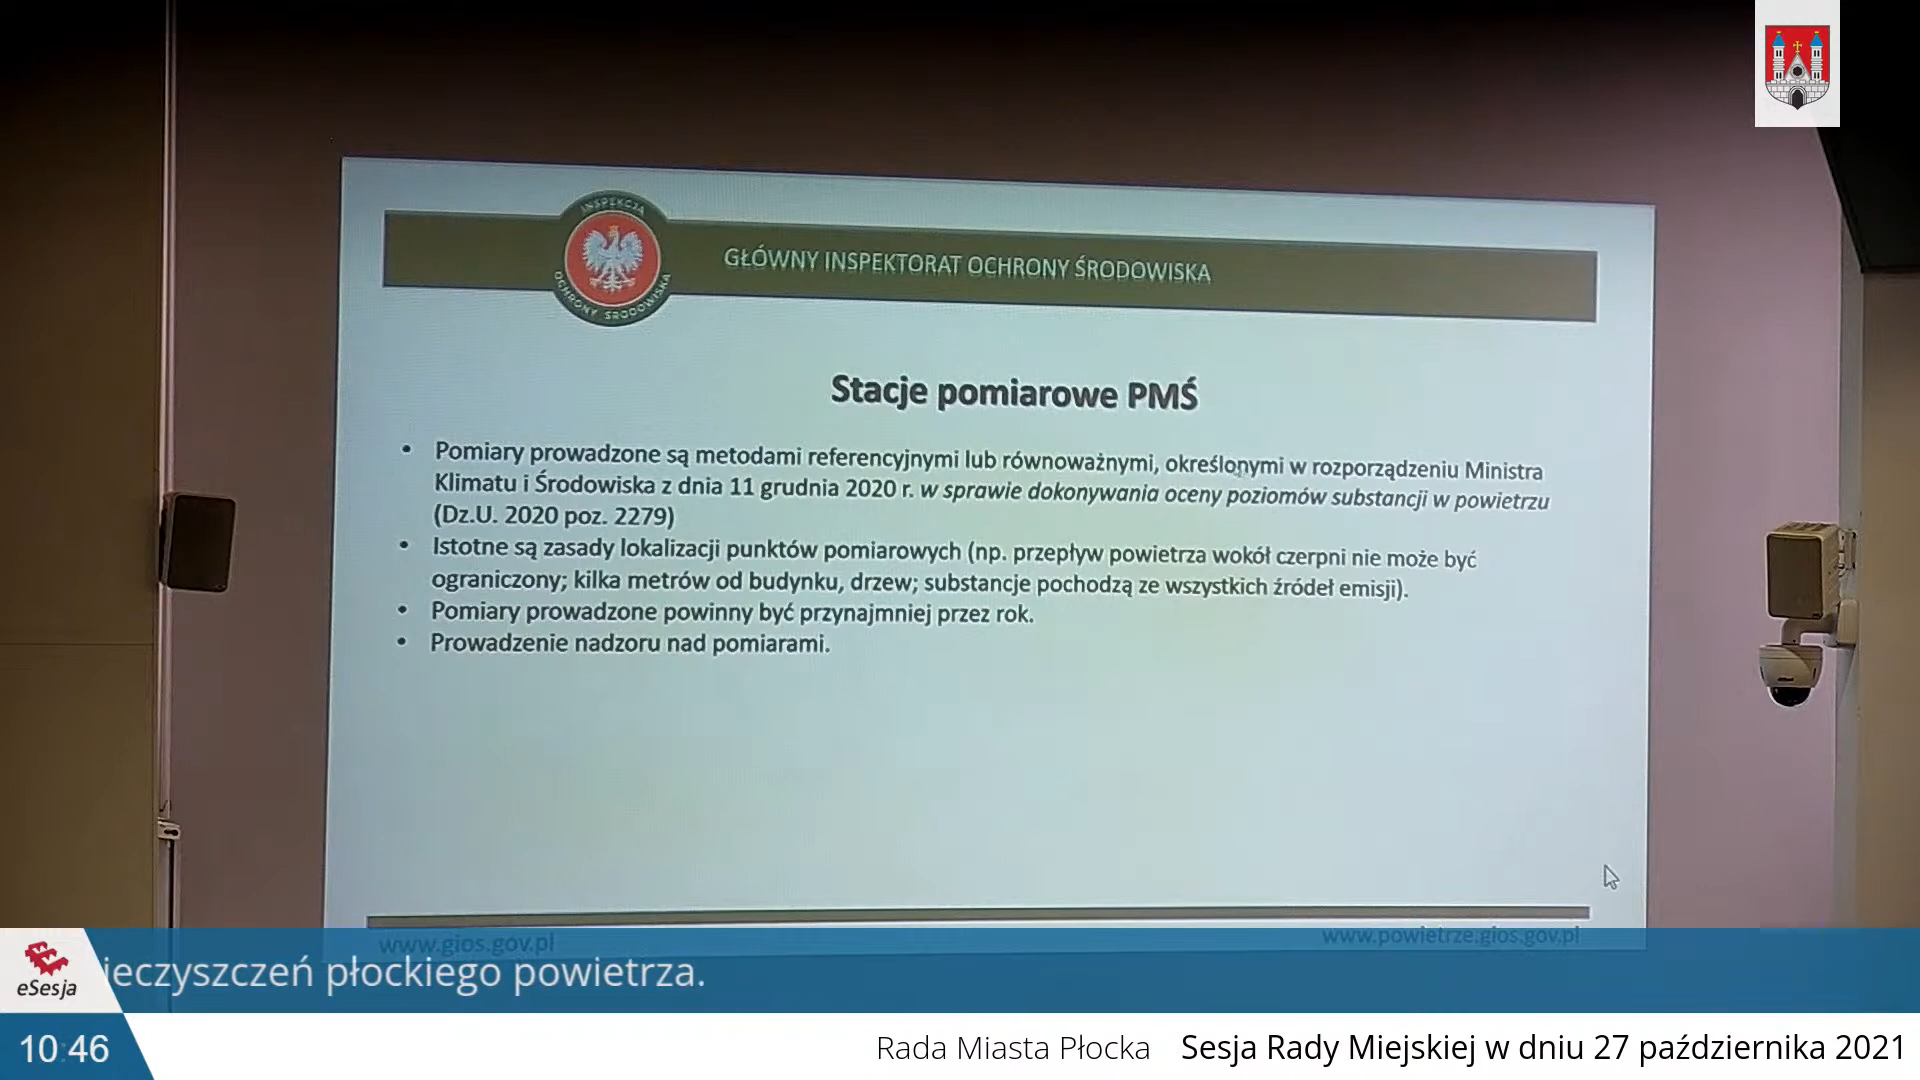 INSPEKCJA
OCHRONY ŚRODOWISKA
GŁÓWNY INSPEKTORAT OCHRONY ŚRODOWISKA
Stacje pomiarowe PMŚ
• Pomiary prowadzone są metodami referencyjnymi lub równoważnymi, określonymi w rozporządzeniu Ministra
Klimatu i Środowiska z dnia 11 grudnia 2020 r. w sprawie dokonywania oceny poziomów substancji w powietrzu
(Dz.U. 2020 poz. 2279)
• Istotne są zasady lokalizacji punktów pomiarowych (np. przepływ powietrza wokół czerpni nie może być
ograniczony; kilka metrów od budynku, drzew; substancje pochodzą ze wszystkich źródeł emisji).
• Pomiary prowadzone powinny być przynajmniej przez rok.
• Prowadzenie nadzoru nad pomiarami.
www.gios.gov.pl
www.powietrze.gios.gov.pl
eSesja
ieczyszczeń płockiego powietrza.
10:46
Rada Miasta Płocka Sesja Rady Miejskiej w dniu 27 października 2021